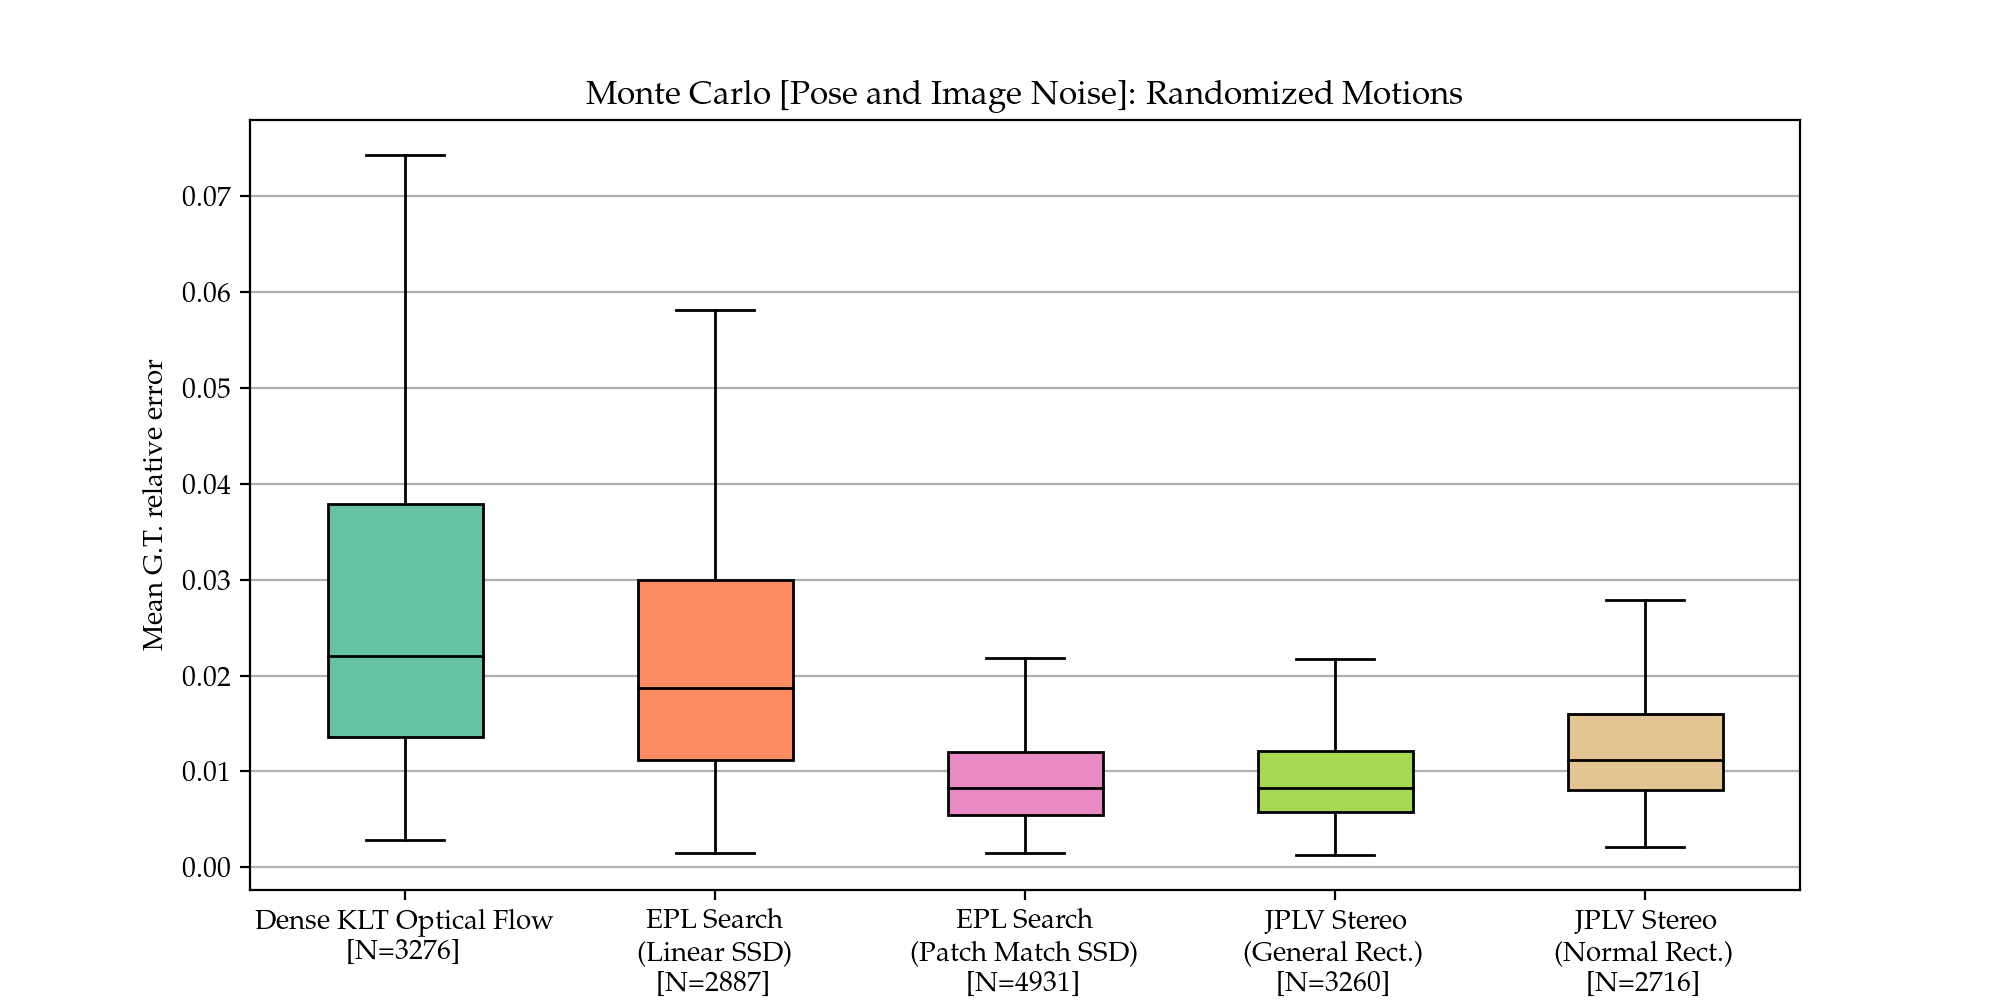 Monte Carlo [Pose and Image Noise]: Randomized Motions
Mean G.T. relative error
0.07
0.06
0.05
0.04
0.03
0.02
0.01
0.00
Dense KLT Optical Flow
[N=3276]
EPL Search
(Linear SSD)
[N=2887]
EPL Search
(Patch Match SSD)
[N=4931]
JPLV Stereo
(General Rect.)
[N=3260]
JPLV Stereo
(Normal Rect.)
[N=2716]